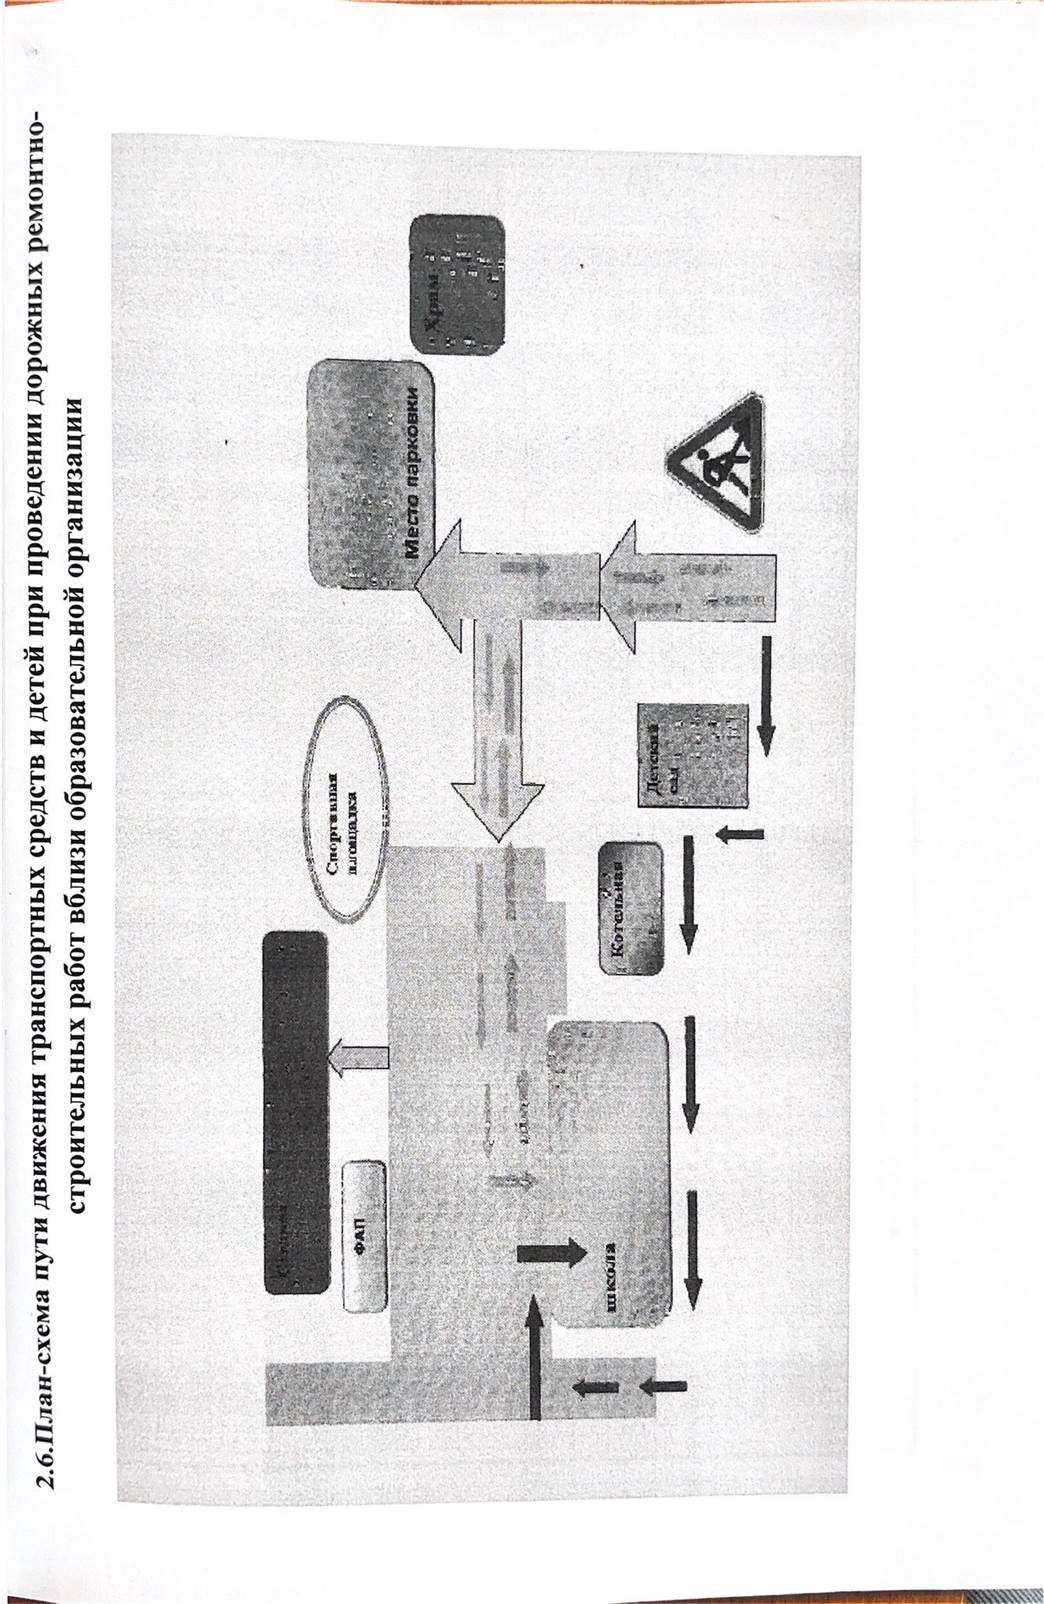 2.6.План-схема пути движения транспортных средств и детей при проведении дорожных ремонтно-
строительных работ вблизи образовательной организации
ФАП
Спортивная
площадка
Место парковки
Храм
школа
Котельная
Детский
сад